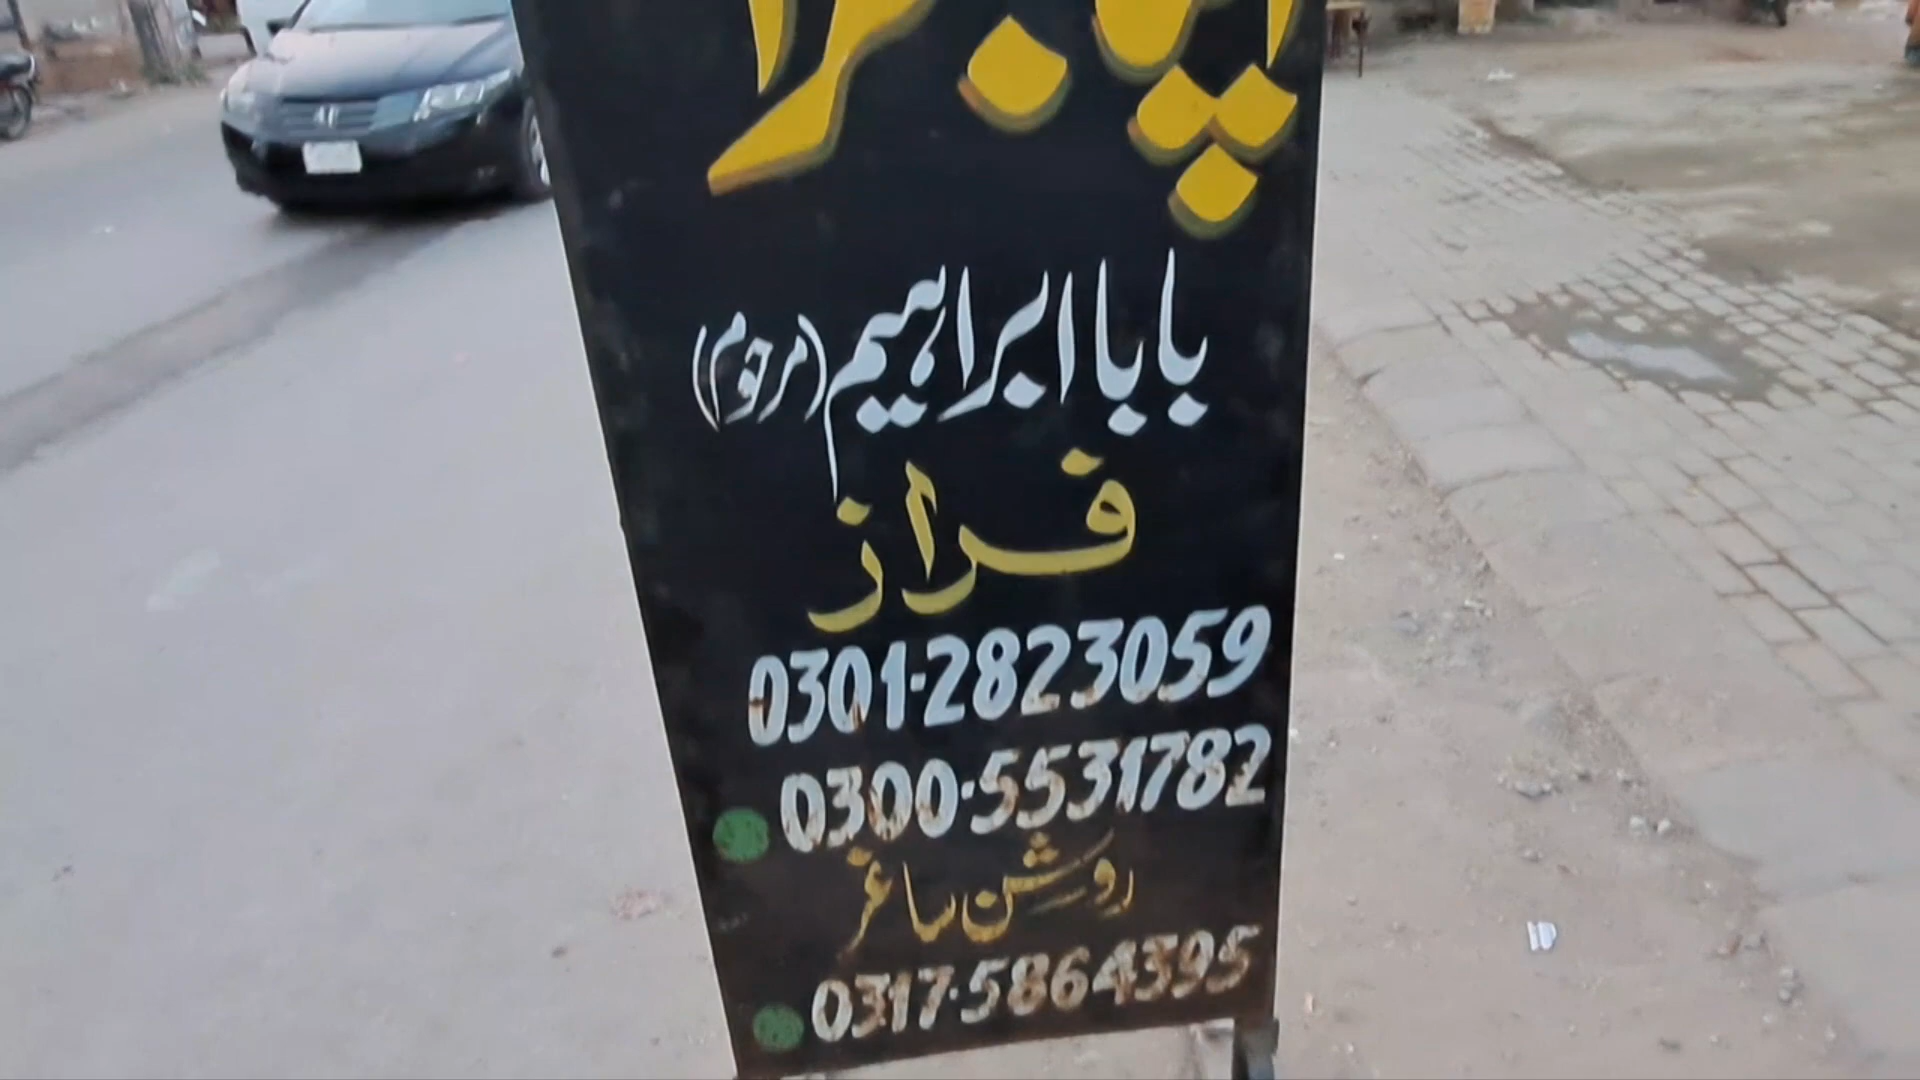 بابا ابراہیم (مرحوم)
فراز
0301-2823059
0300-5531782
روشن ساغر
0317-5864395